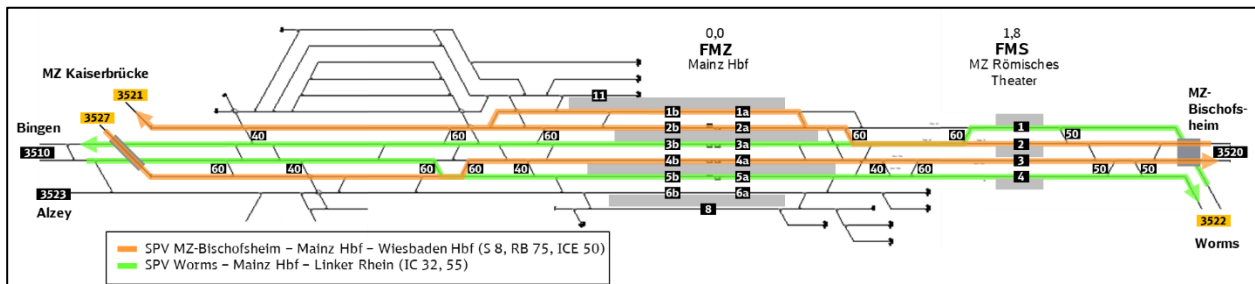 0,0
FMZ
Mainz Hbf
1,8
FMS
MZ Römisches
Theater
MZ Kaiserbrücke
3521
3527
Bingen
3510
3523
Alzey
MZ-
Bischofs-
heim
3520
3522
Worms
11
1b 1a
2b 2a
3b 3a
4b 4a
5b 5a
6b 6a
8
1
2
3
4
40 60 60 60 60 50
60 40 60 60 40 40 60 50 50
SPV MZ-Bischofsheim – Mainz Hbf – Wiesbaden Hbf (S 8, RB 75, ICE 50)
SPV Worms – Mainz Hbf – Linker Rhein (IC 32, 55)